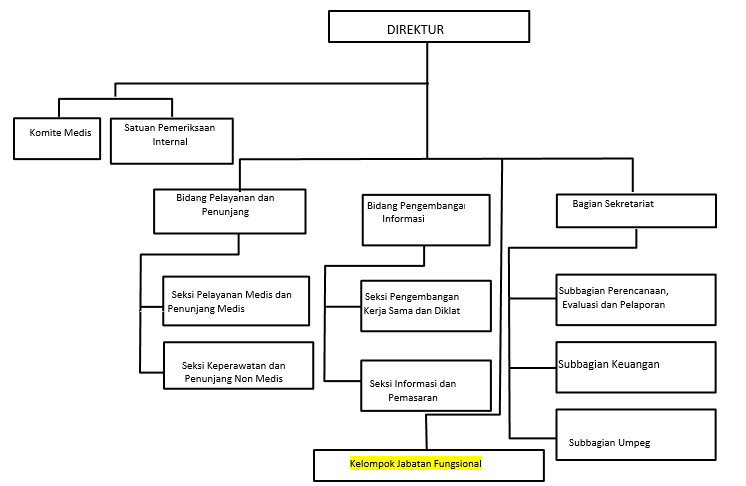 DIREKTUR
Komite Medis
Satuan Pemeriksaan
Internal
Bidang Pelayanan dan
Penunjang
Bidang Pengembangan
Informasi
Bagian Sekretariat
Seksi Pelayanan Medis dan
Penunjang Medis
Seksi Pengembangan
Kerja Sama dan Diklat
Subbagian Perencanaan,
Evaluasi dan Pelaporan
Seksi Keperawatan dan
Penunjang Non Medis
Seksi Informasi dan
Pemasaran
Subbagian Keuangan
Subbagian Umpeg
Kelompok Jabatan Fungsional